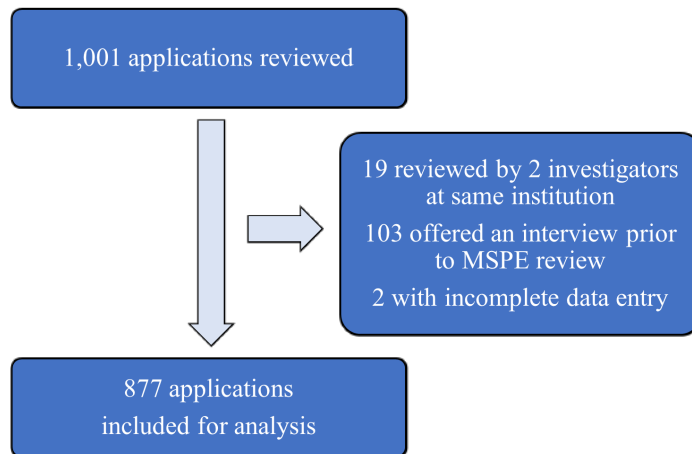 1,001 applications reviewed
19 reviewed by 2 investigators
at same institution
103 offered an interview prior
to MSPE review
2 with incomplete data entry
877 applications
included for analysis